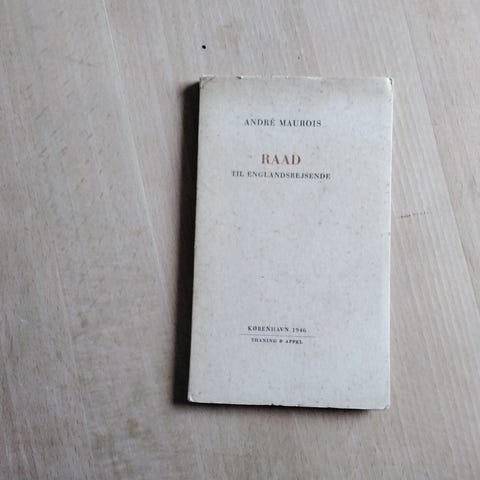 ANDRÉ MAUROIS
RAAD
TIL ENGLANDSREJSENDE
KØBENHAVN 1946
THANING & APPEL